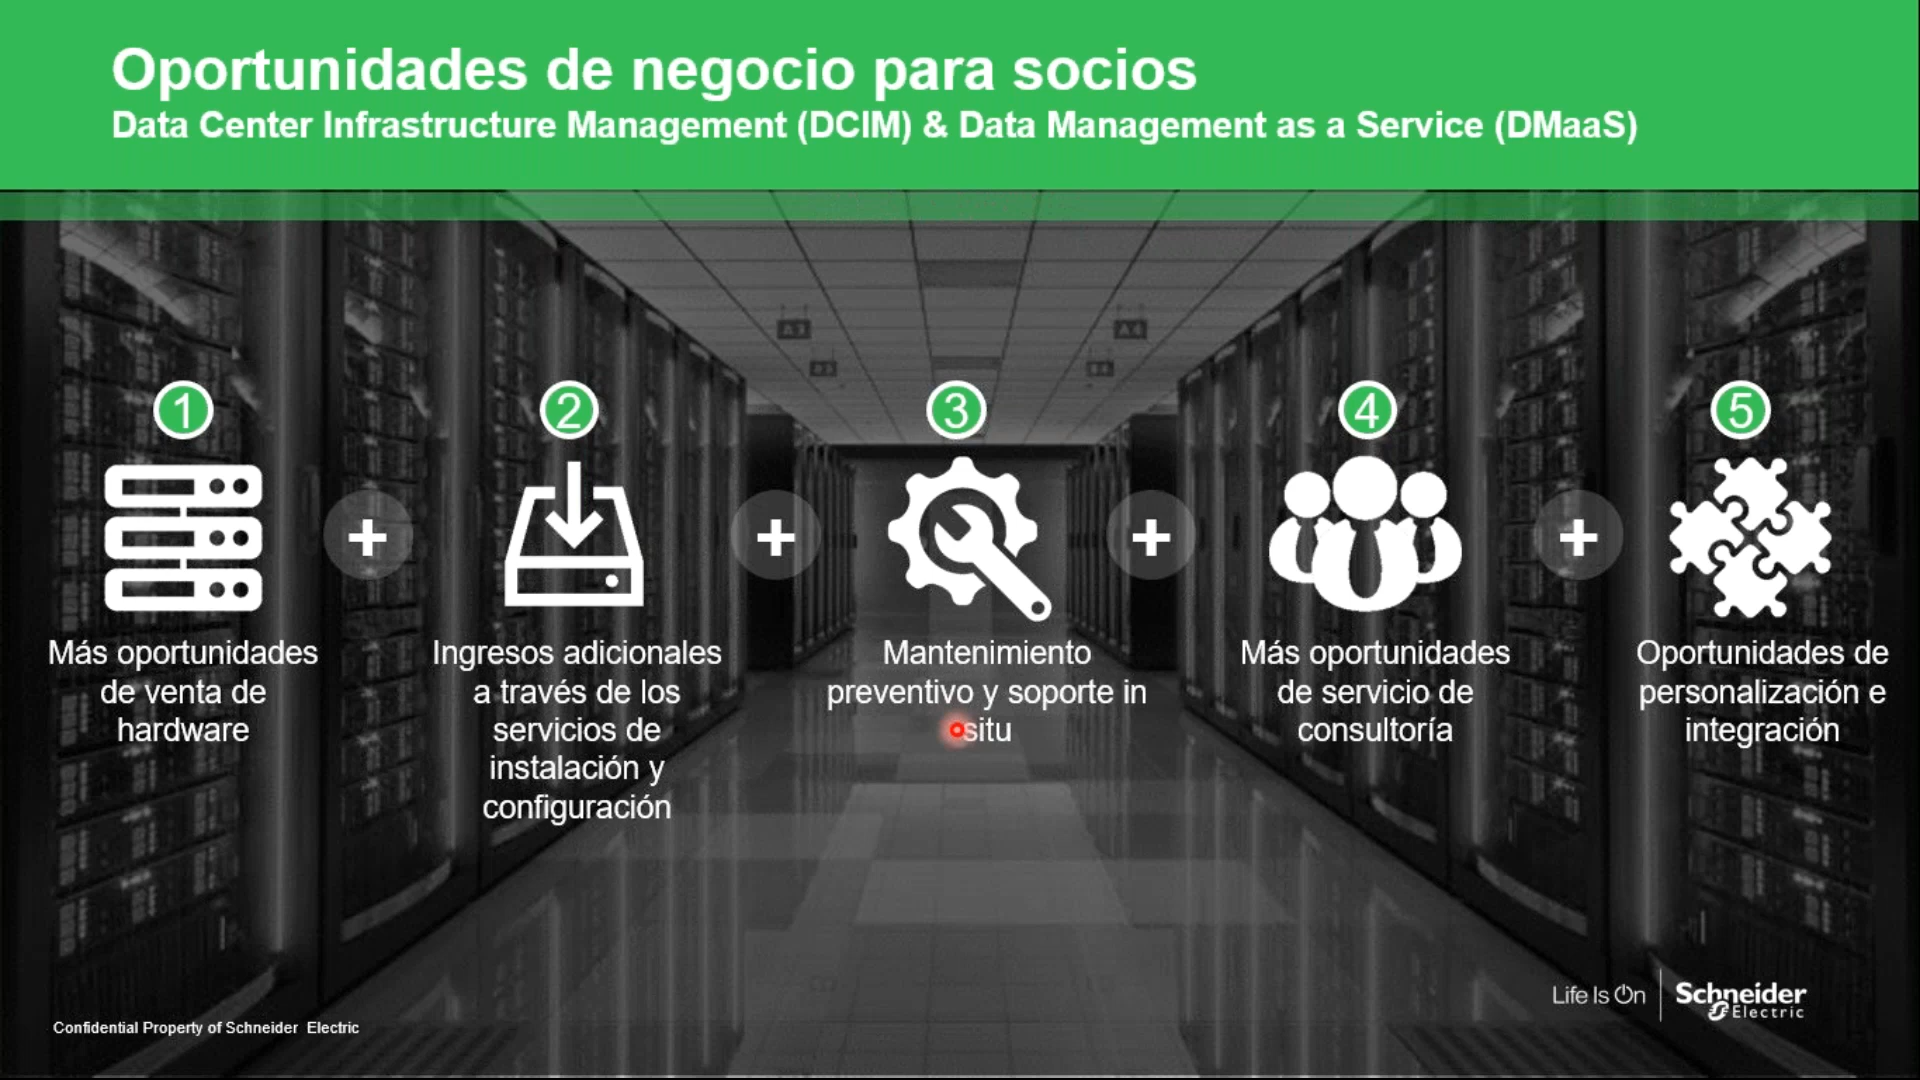 Oportunidades de negocio para socios
Data Center Infrastructure Management (DCIM) & Data Management as a Service (DMaaS)
A3
A4
1
2
3
4
5
Más oportunidades
de venta de
hardware
Ingresos adicionales
a través de los
servicios de
instalación y
configuración
Mantenimiento
preventivo y soporte in
situ
Más oportunidades
de servicio de
consultoría
Oportunidades de
personalización e
integración
Life Is On
Schneider
Electric
Confidential Property of Schneider Electric